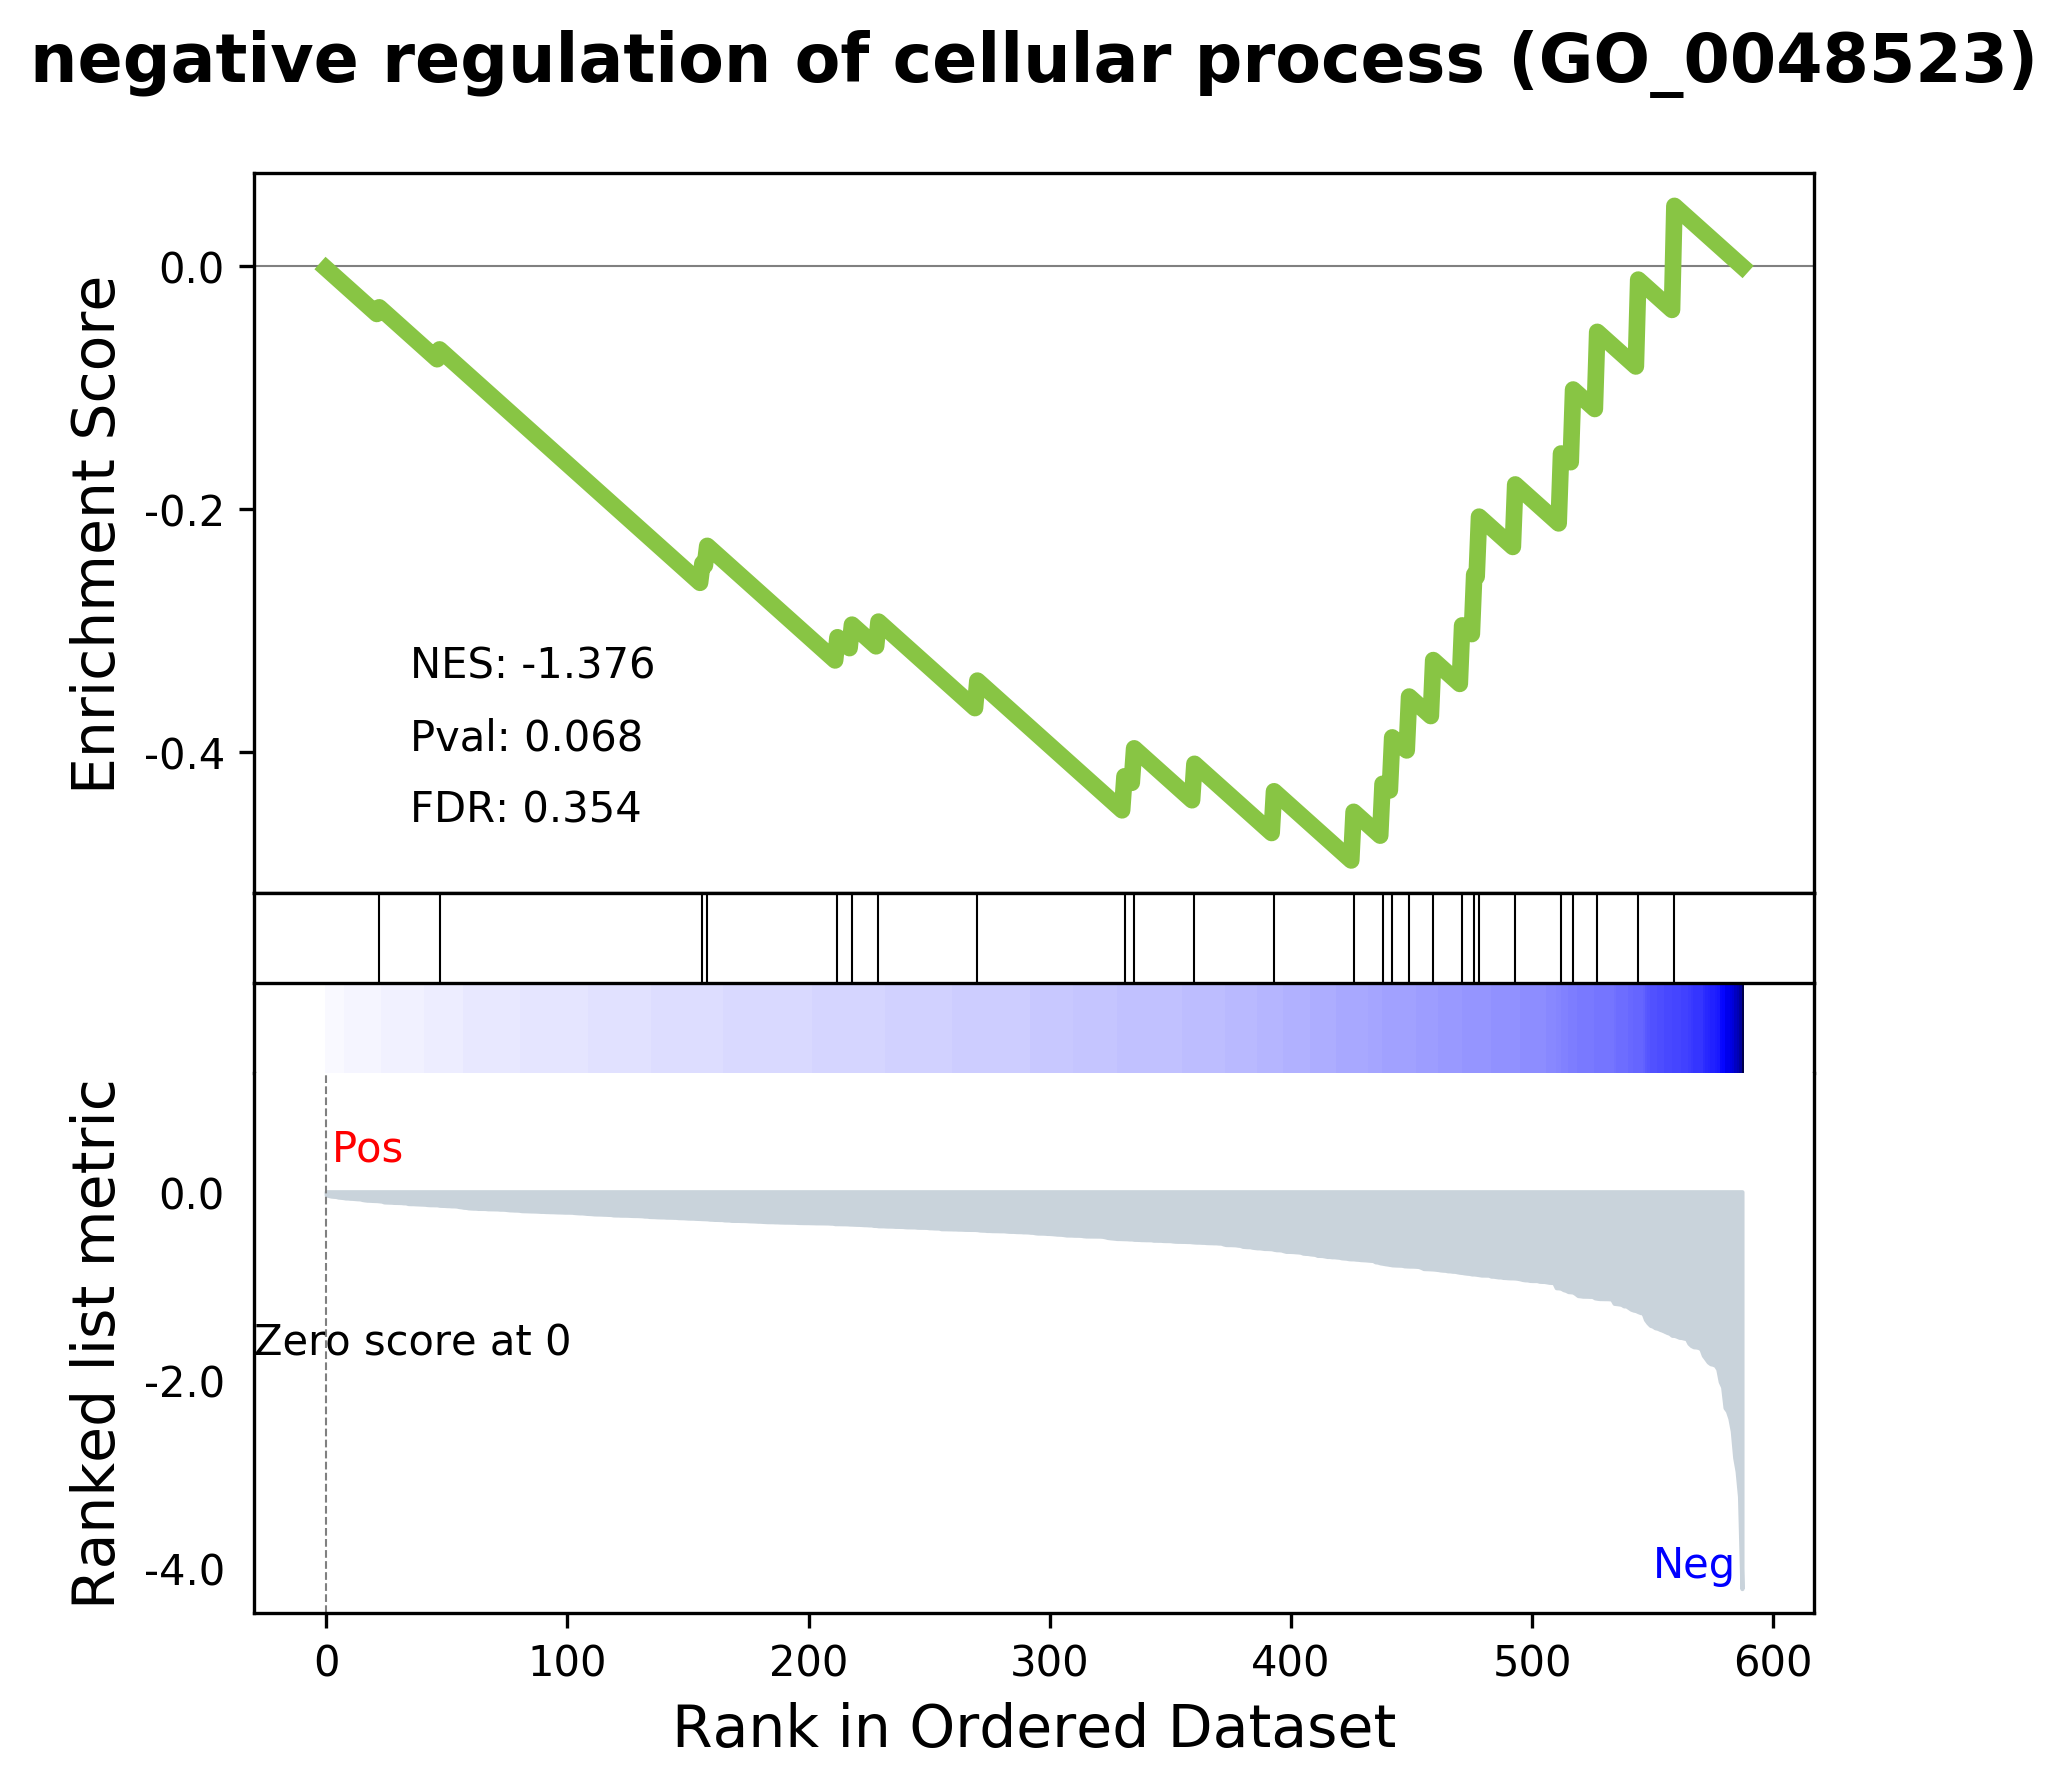 negative regulation of cellular process (GO_0048523)
Enrichment Score
0.0
-0.2
-0.4
NES: -1.376
Pval: 0.068
FDR: 0.354
Ranked list metric
Pos
0.0
Zero score at 0
-2.0
-4.0
Neg
0 100 200 300 400 500 600
Rank in Ordered Dataset